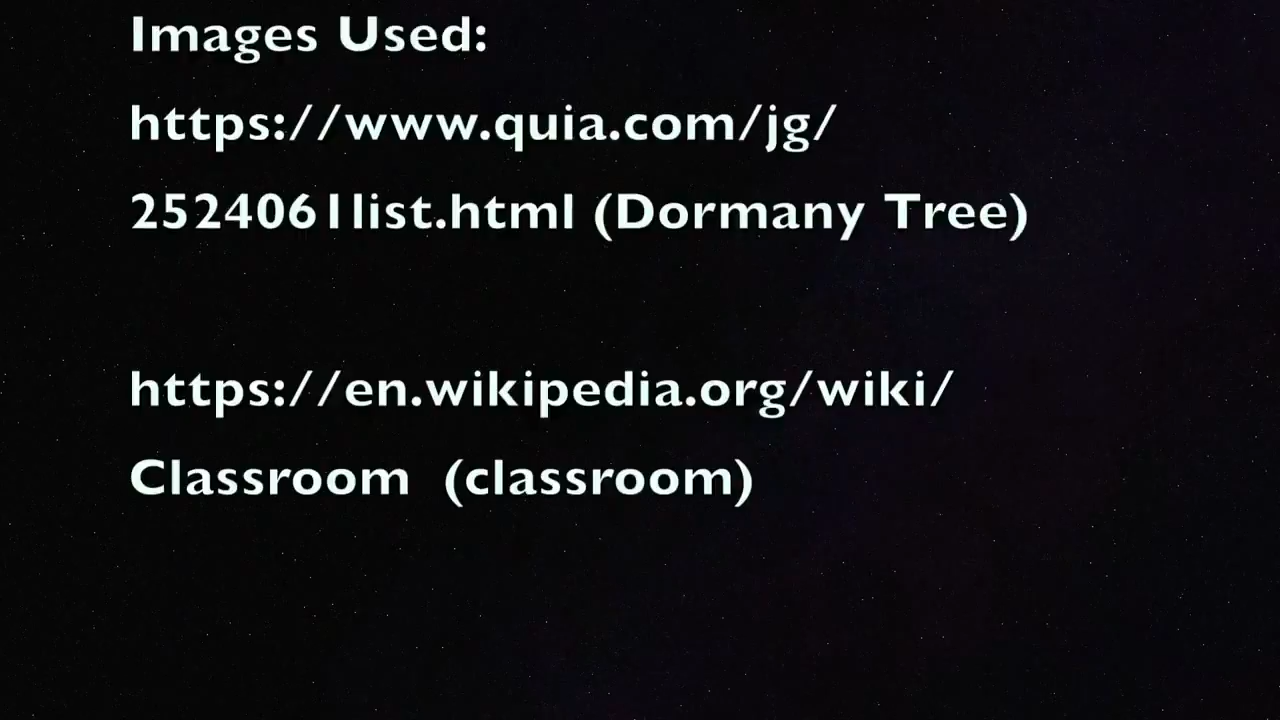 Images Used:
https://www.quia.com/jg/
2524061list.html (Dormany Tree)
https://en.wikipedia.org/wiki/
Classroom (classroom)